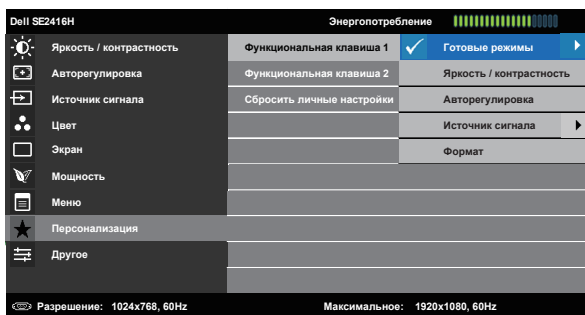 Dell SE2416H Энергопотребление
Яркость / контрастность Функциональная клавиша 1 Готовые режимы
Авторегулировка Функциональная клавиша 2 Яркость / контрастность
Источник сигнала Сбросить личные настройки Авторегулировка
Цвет Источник сигнала
Экран Формат
Мощность
Меню
Персонализация
Другое
Разрешение: 1024x768, 60Hz Максимальное: 1920x1080, 60Hz